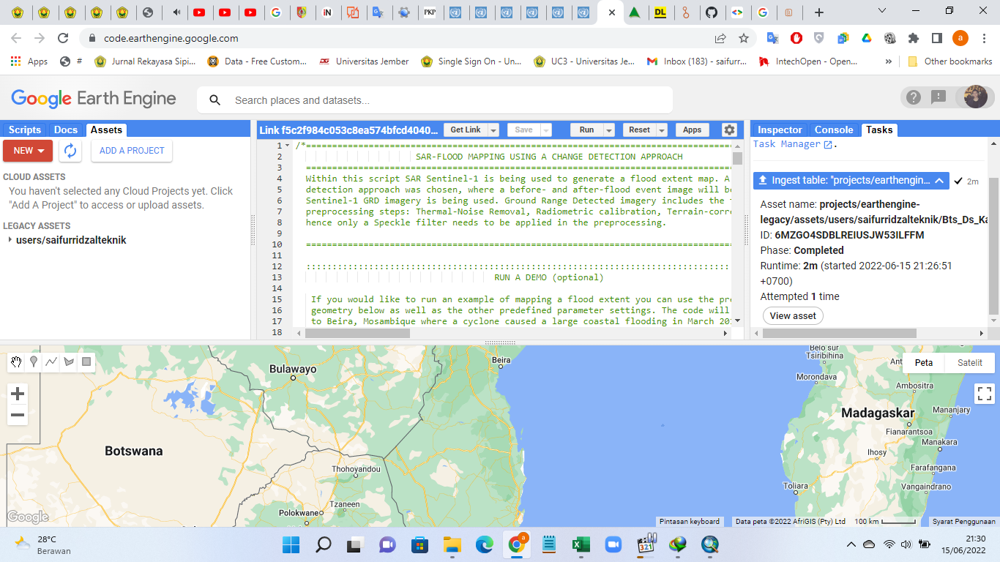 code.earthengine.google.com
Apps
#
Jurnal Rekayasa Sipi...
Data - Free Custom...
Universitas Jember
Single Sign On - Un...
UC3 - Universitas Je...
Inbox (183) - saifurr...
IntechOpen - Open...
»
Other bookmarks
Google Earth Engine
Search places and datasets...
Scripts Docs Assets
NEW
ADD A PROJECT
CLOUD ASSETS
You haven't selected any Cloud Projects yet. Click
"Add A Project" to access or upload assets.
LEGACY ASSETS
users/saifurridzalteknik
Link f5c2f984c053c8ea574bfcd4040...
Get Link
Save
Run
Reset
Apps
1 /*===================================================================================
2 SAR-FLOOD MAPPING USING A CHANGE DETECTION APPROACH
3 ===================================================================================
4 Within this script SAR Sentinel-1 is being used to generate a flood extent map. A
5 detection approach was chosen, where a before- and after-flood event image will be
6 Sentinel-1 GRD imagery is being used. Ground Range Detected imagery includes the
7 preprocessing steps: Thermal-Noise Removal, Radiometric calibration, Terrain-corre
8 hence only a Speckle filter needs to be applied in the preprocessing.
9
10 ===================================================================================
11
12 :::::::::::::::::::::::::::::::::::::::::::::::::::::::::::::::::::::::::::::::::::
13 RUN A DEMO (optional)
14
15 If you would like to run an example of mapping a flood extent you can use the pre
16 geometry below as well as the other predefined parameter settings. The code will
17 to Beira, Mosambique where a cyclone caused a large coastal flooding in March 201
18
Inspector Console Tasks
Task Manager .
Ingest table: "projects/earthengin...
2m
Asset name: projects/earthengine-
legacy/assets/users/saifurridzalteknik/Bts_Ds_Ka
ID: 6MZGO4SDBLREIUSJW53ILFFM
Phase: Completed
Runtime: 2m (started 2022-06-15 21:26:51
+0700)
Attempted 1 time
View asset
Bulawayo
Beira
Belo sur
Tsiribihina
Ant
Peta
Satelit
Morondava
Ambositra
Madagaskar
Mananjary
Fianarantsoa
Manakara
Botswana
Ihosy
Thohoyandou
Farafangana
Toliara
Vangaindrano
Tzaneen
Polokwane
Google
Pintasan keyboard
Data peta ©2022 AfriGIS (Pty) Ltd
100 km
Syarat Penggunaan
28°C
Berawan
21:30
15/06/2022
PKP
iN
DL
G
a
321